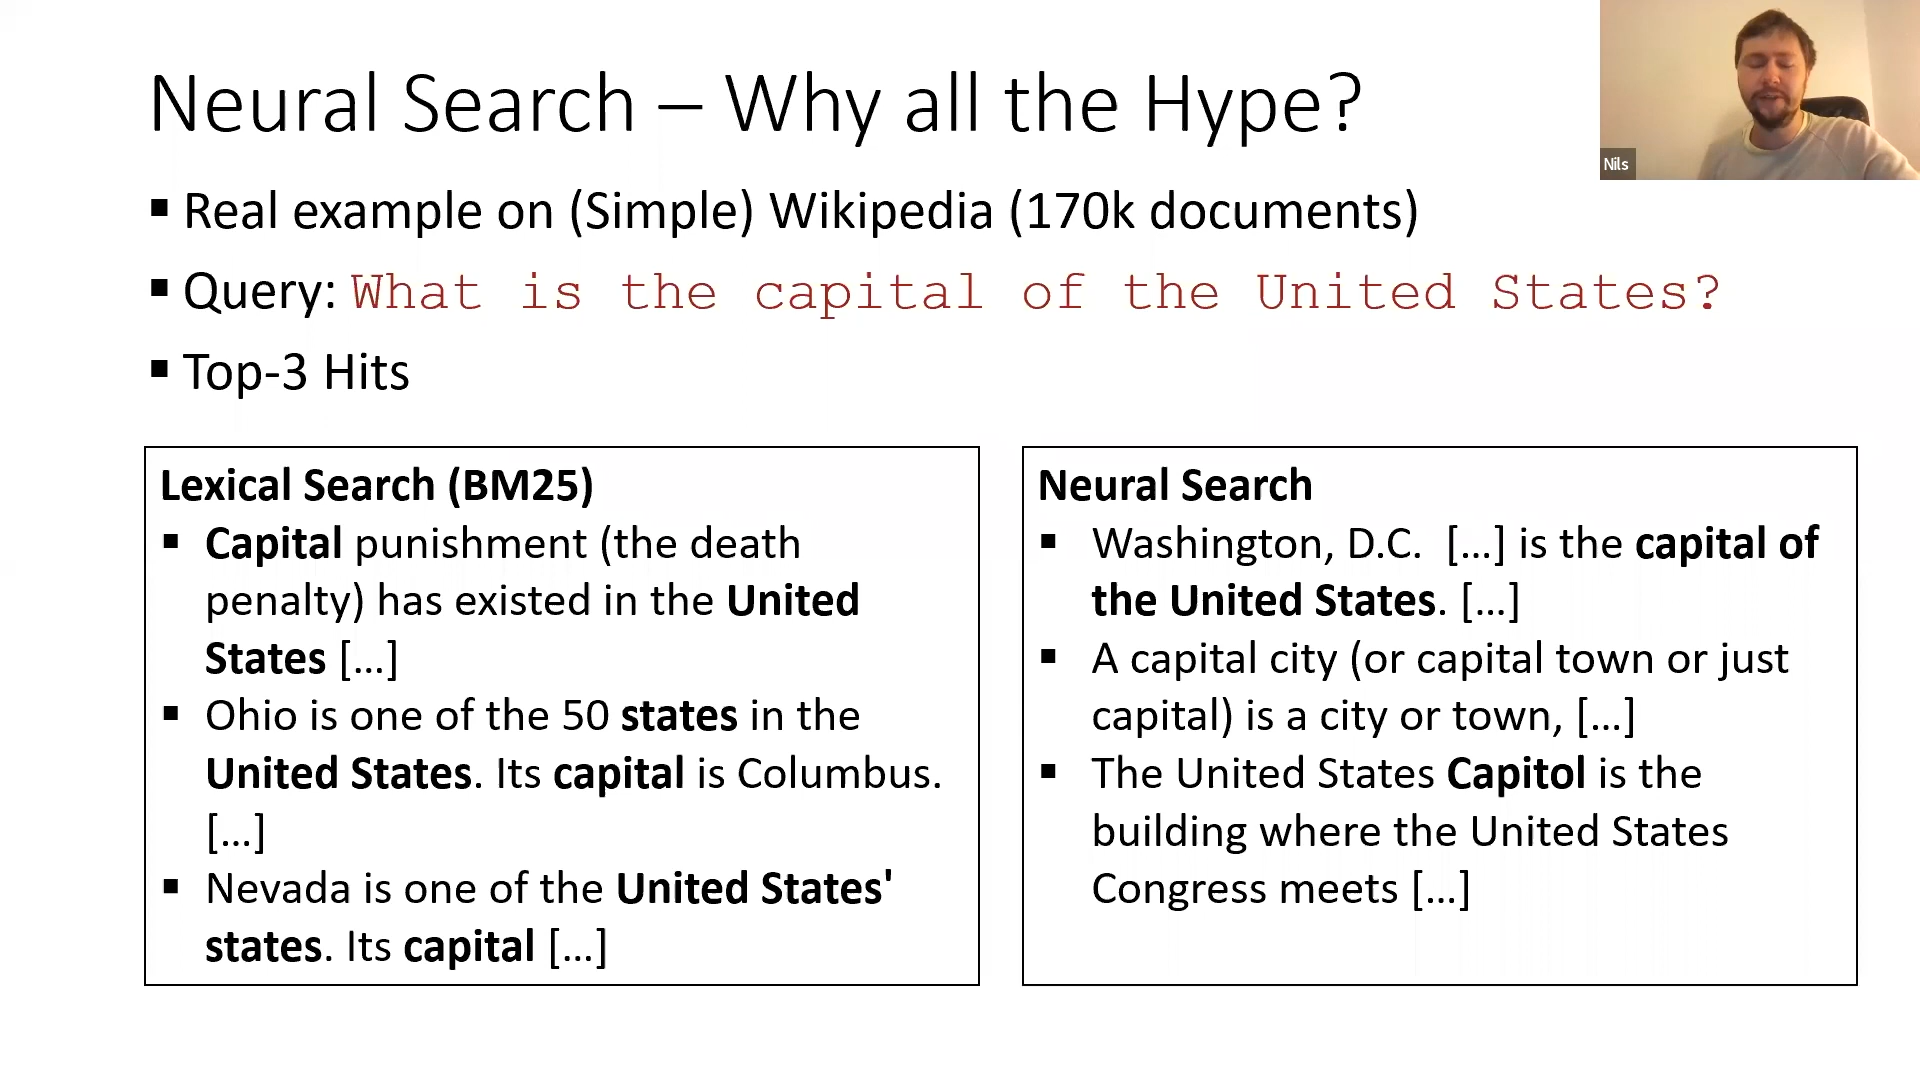 Neural Search – Why all the Hype?
Nils
▪ Real example on (Simple) Wikipedia (170k documents)
▪ Query: What is the capital of the United States?
▪ Top-3 Hits
Lexical Search (BM25)
▪ Capital punishment (the death
penalty) has existed in the United
States […]
▪ Ohio is one of the 50 states in the
United States. Its capital is Columbus.
[…]
▪ Nevada is one of the United States'
states. Its capital […]
Neural Search
▪ Washington, D.C. […] is the capital of
the United States. […]
▪ A capital city (or capital town or just
capital) is a city or town, […]
▪ The United States Capitol is the
building where the United States
Congress meets […]